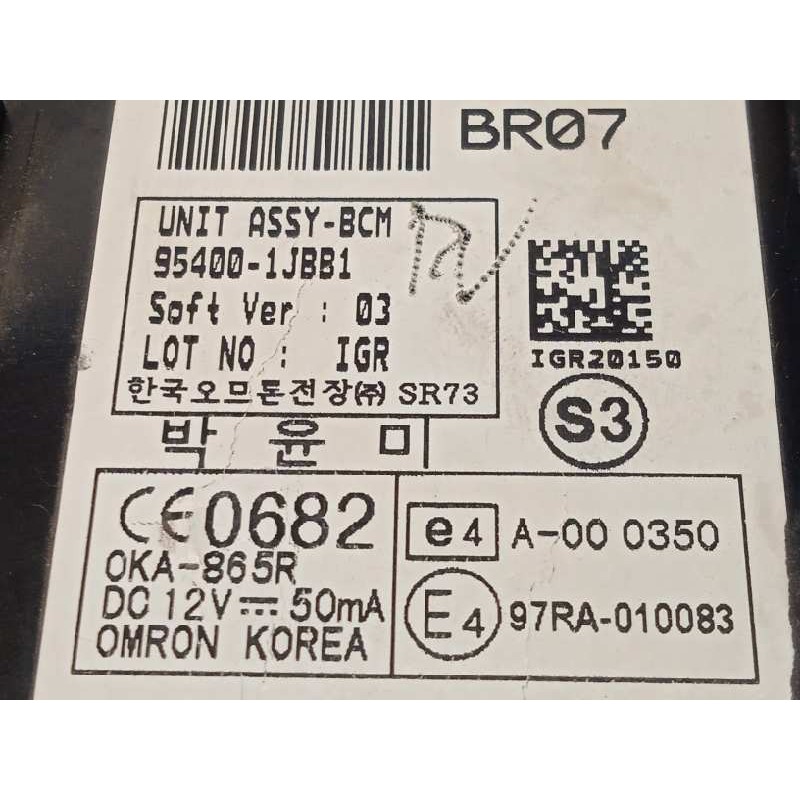 BR07
UNIT ASSY-BCM
95400-1JBB1
Soft Ver : 03
LOT NO : IGR
한국오므론전장㈜ SR73
IGR20150
S3
박 윤 미
CE0682
OKA-865R
DC 12V ⎓ 50mA
OMRON KOREA
e4 A-00 0350
E4 97RA-010083